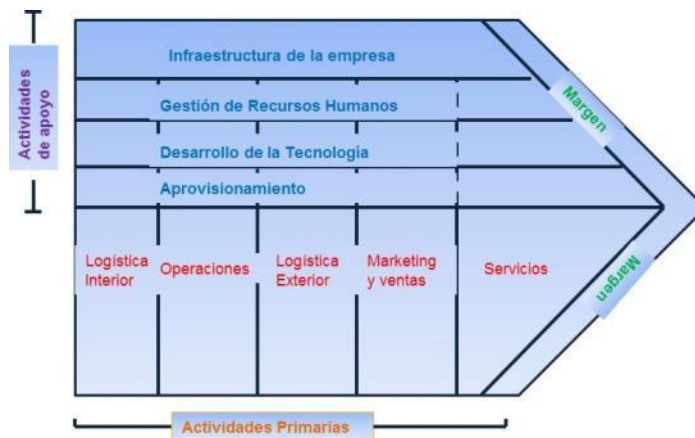 Actividades
de apoyo
Infraestructura de la empresa
Gestión de Recursos Humanos
Desarrollo de la Tecnología
Aprovisionamiento
Margen
Logística
Interior
Operaciones
Logística
Exterior
Marketing
y ventas
Servicios
Margen
Actividades Primarias